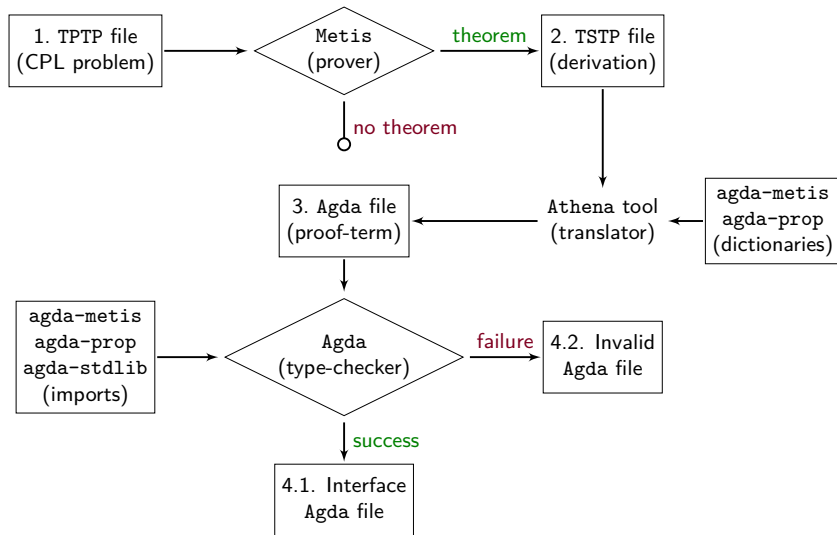 1. TPTP file
(CPL problem)
Metis
(prover)
theorem
2. TSTP file
(derivation)
no theorem
3. Agda file
(proof-term)
Athena tool
(translator)
agda-metis
agda-prop
(dictionaries)
agda-metis
agda-prop
agda-stdlib
(imports)
Agda
(type-checker)
failure
4.2. Invalid
Agda file
success
4.1. Interface
Agda file